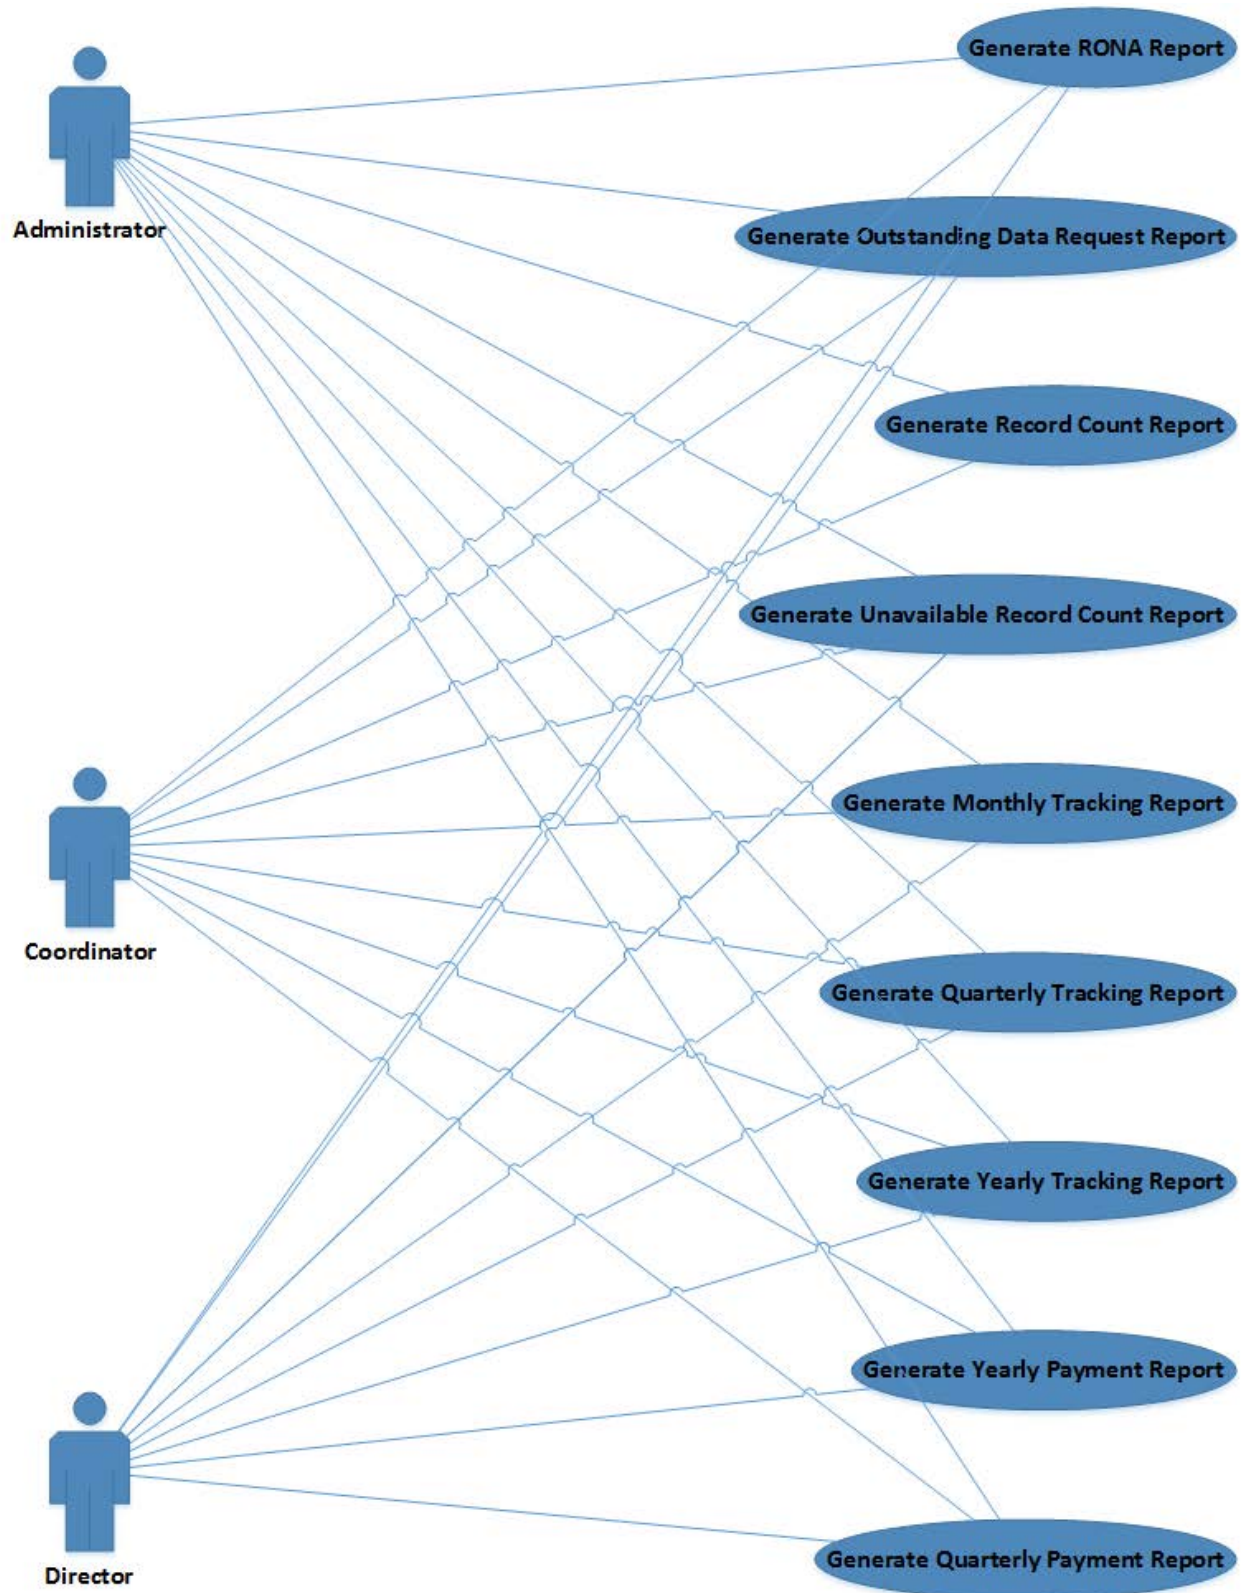 Generate RONA Report
Administrator
Generate Outstanding Data Request Report
Generate Record Count Report
Generate Unavailable Record Count Report
Generate Monthly Tracking Report
Coordinator
Generate Quarterly Tracking Report
Generate Yearly Tracking Report
Generate Yearly Payment Report
Generate Quarterly Payment Report
Director